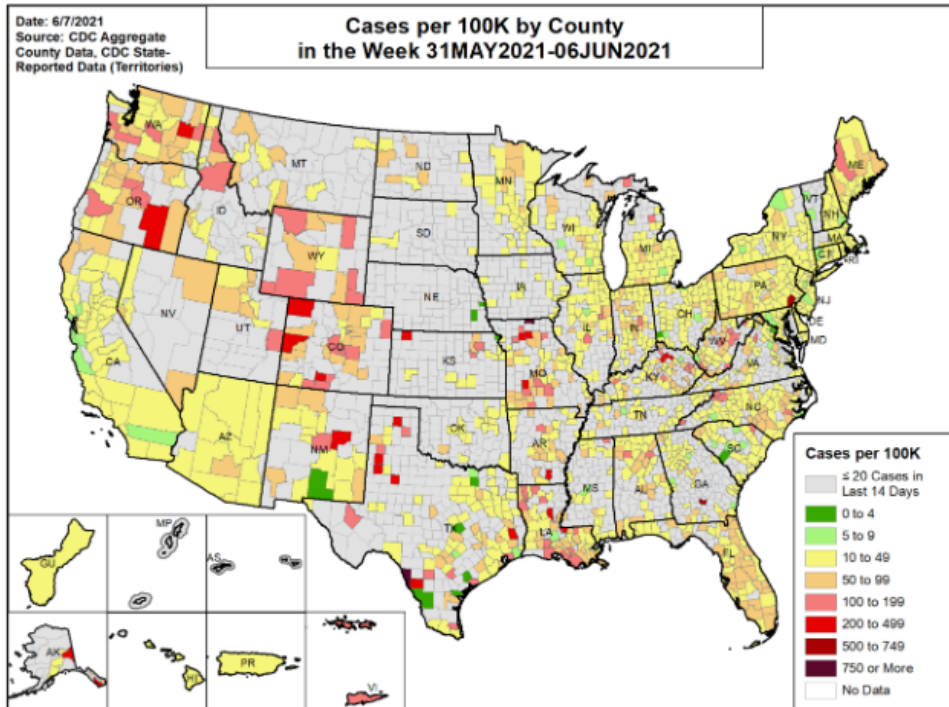 Date: 6/7/2021
Source: CDC Aggregate
County Data, CDC State-
Reported Data (Territories)
Cases per 100K by County
in the Week 31MAY2021-06JUN2021
WA
MT
ND
MN
ME
OR
ID
WY
SD
WI
MI
NY
VT
NH
MA
CT
RI
NV
UT
CO
NE
IA
IL
IN
OH
PA
NJ
DE
MD
CA
KS
MO
KY
WV
VA
AZ
NM
OK
AR
TN
NC
SC
TX
LA
MS
AL
GA
FL
GU
MP
AS
AK
HI
PR
VI
Cases per 100K
≤ 20 Cases in
Last 14 Days
0 to 4
5 to 9
10 to 49
50 to 99
100 to 199
200 to 499
500 to 749
750 or More
No Data